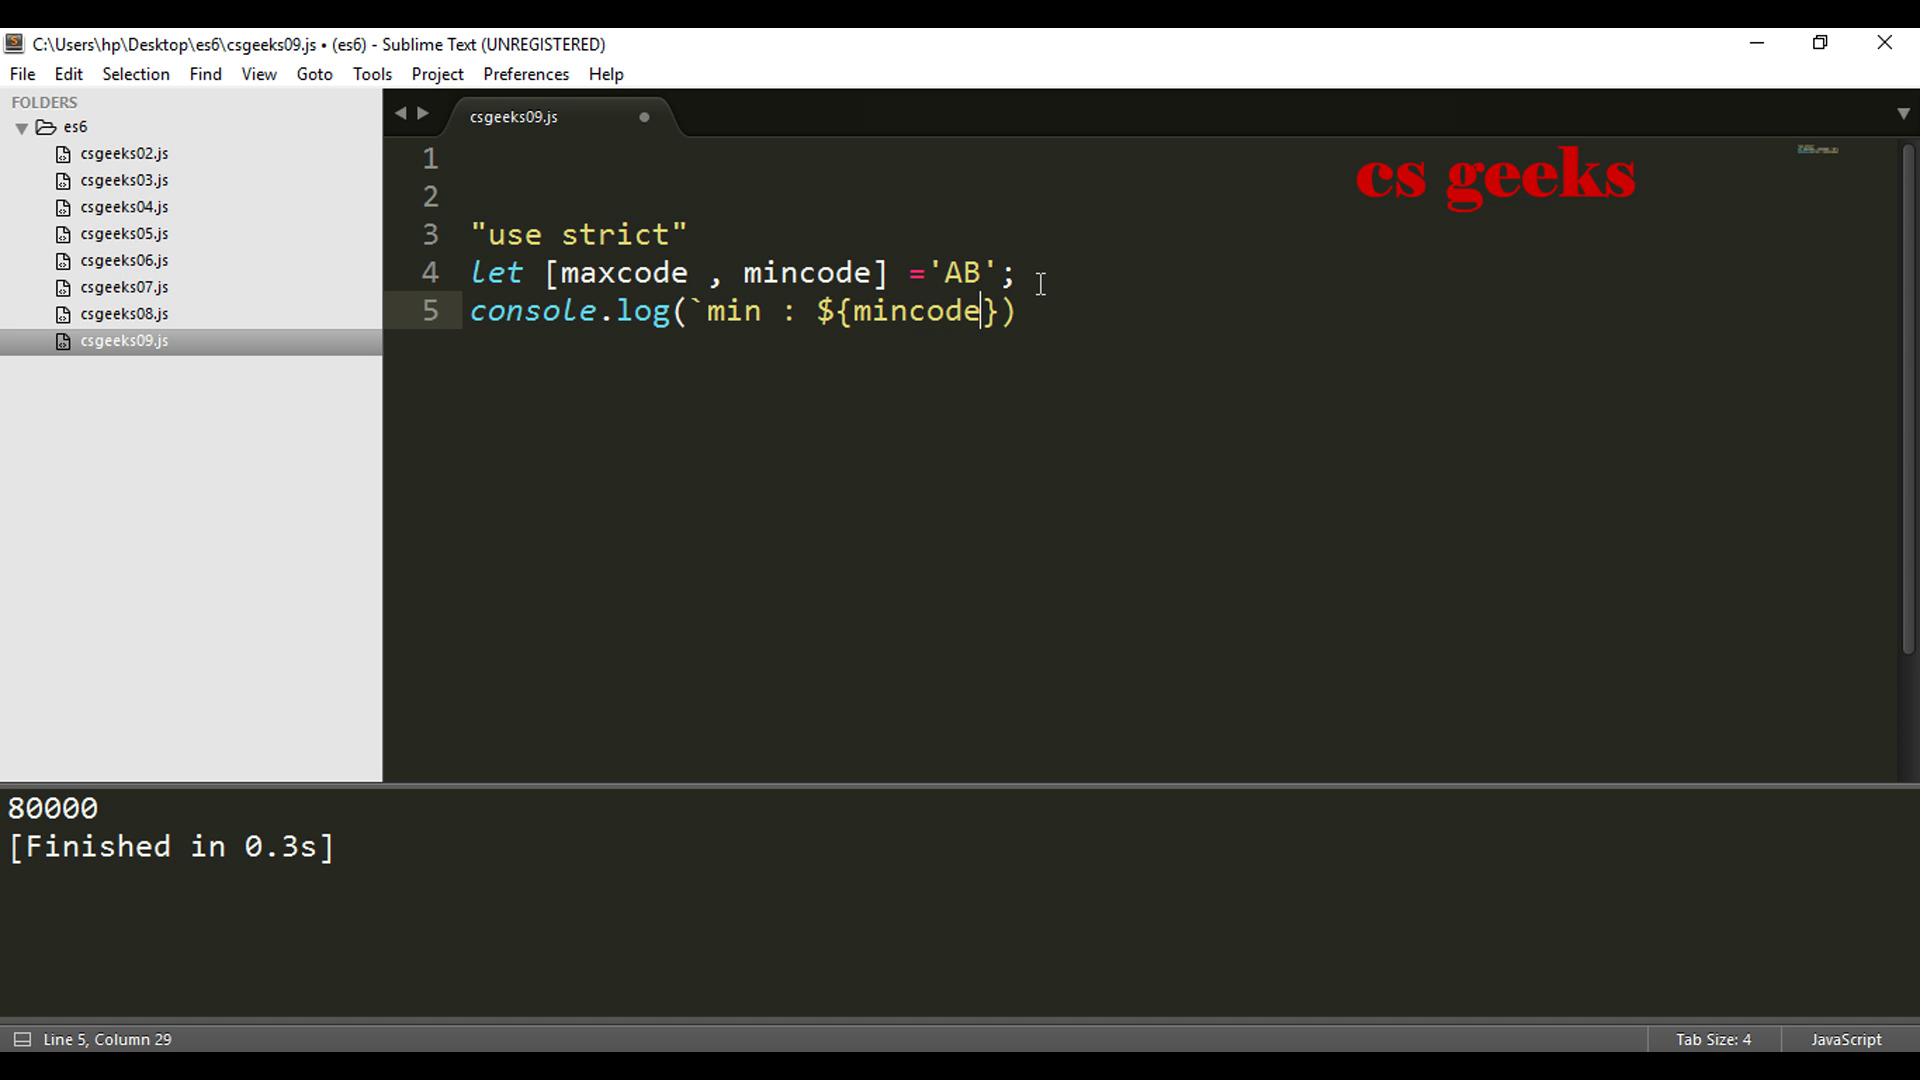 C:\Users\hp\Desktop\es6\csgeeks09.js • (es6) - Sublime Text (UNREGISTERED)
File Edit Selection Find View Goto Tools Project Preferences Help
FOLDERS
es6
csgeeks02.js
csgeeks03.js
csgeeks04.js
csgeeks05.js
csgeeks06.js
csgeeks07.js
csgeeks08.js
csgeeks09.js
csgeeks09.js
cs geeks
1
2
3 "use strict"
4 let [maxcode , mincode] ='AB';
5 console.log(`min : ${mincode})
80000
[Finished in 0.3s]
Line 5, Column 29
Tab Size: 4
JavaScript